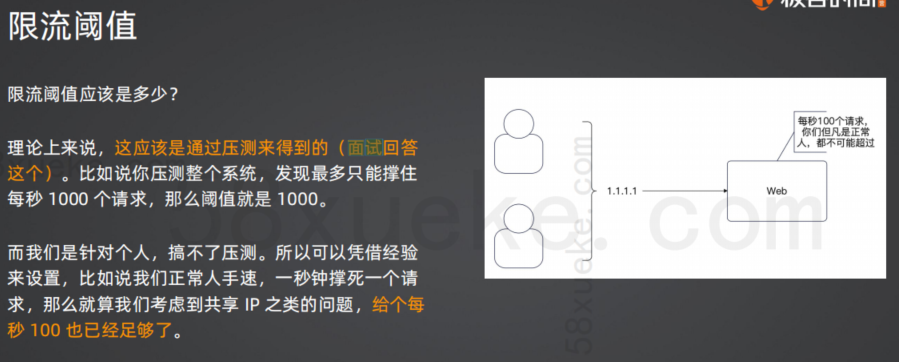 限流阈值
限流阈值应该是多少？
理论上来说，这应该是通过压测来得到的（面试回答
这个）。比如说你压测整个系统，发现最多只能撑住
每秒 1000 个请求，那么阈值就是 1000。
而我们是针对个人，搞不了压测。所以可以凭借经验
来设置，比如说我们正常人手速，一秒钟撑死一个请
求，那么就算我们考虑到共享 IP 之类的问题，给个每
秒 100 也已经足够了。
每秒100个请求，
你们但凡是正常
人，都不可能超过
1.1.1.1
Web
58xueke.com
58xueke.com